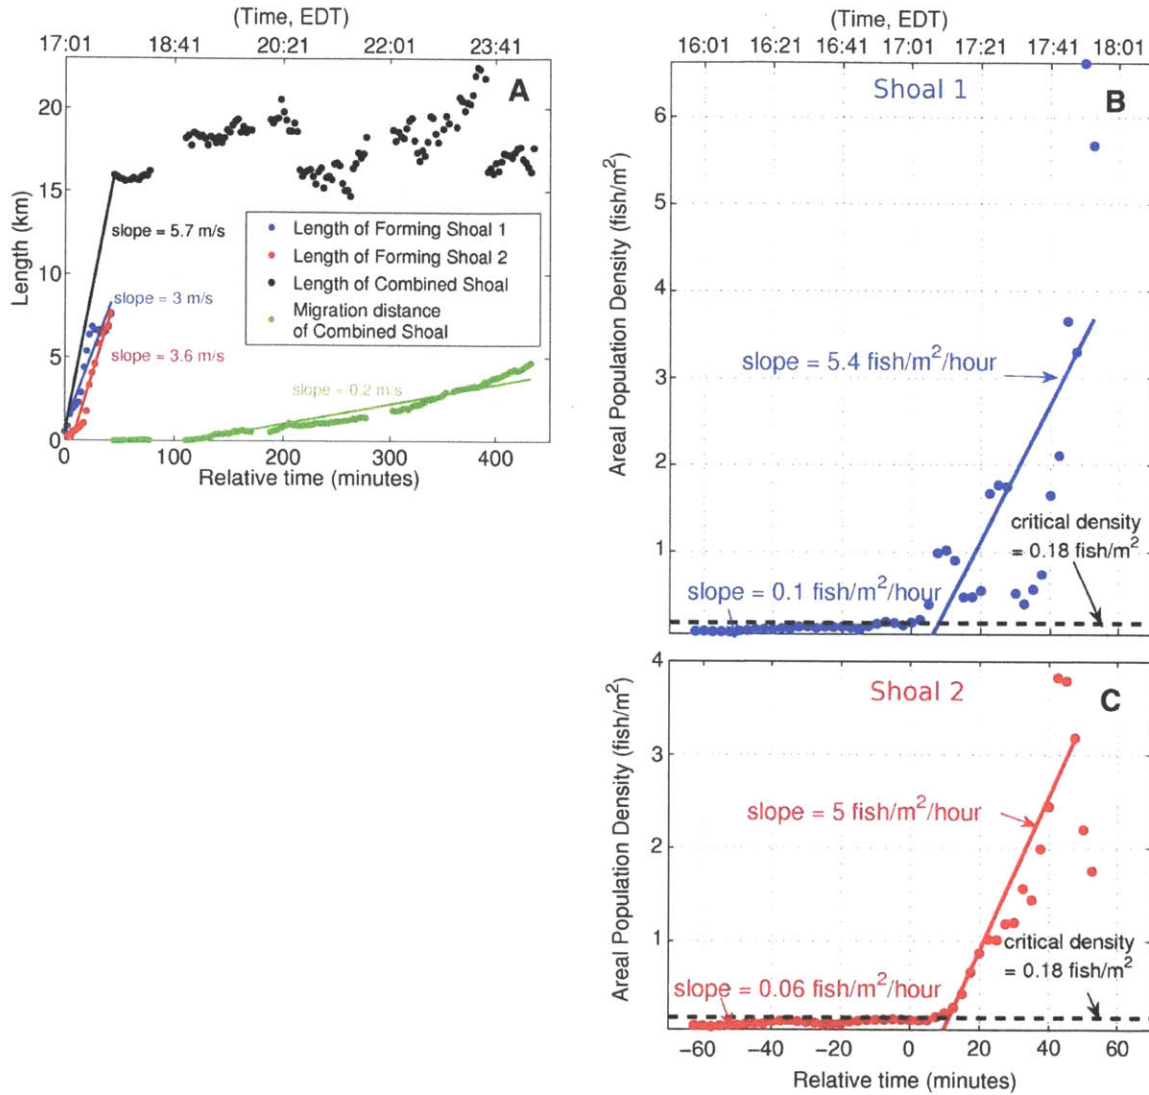 (Time, EDT)
17:01 18:41 20:21 22:01 23:41
A
20
15
10
5
0
Length (km)
slope = 5.7 m/s
slope = 3 m/s
slope = 3.6 m/s
slope = 0.2 m/s
Length of Forming Shoal 1
Length of Forming Shoal 2
Length of Combined Shoal
Migration distance
of Combined Shoal
0 100 200 300 400
Relative time (minutes)
(Time, EDT)
16:01 16:21 16:41 17:01 17:21 17:41 18:01
Shoal 1
B
6
5
4
3
2
1
Areal Population Density (fish/m²)
slope = 5.4 fish/m²/hour
critical density
= 0.18 fish/m²
slope = 0.1 fish/m²/hour
Shoal 2
C
4
3
2
1
Areal Population Density (fish/m²)
slope = 5 fish/m²/hour
critical density
= 0.18 fish/m²
slope = 0.06 fish/m²/hour
−60 −40 −20 0 20 40 60
Relative time (minutes)